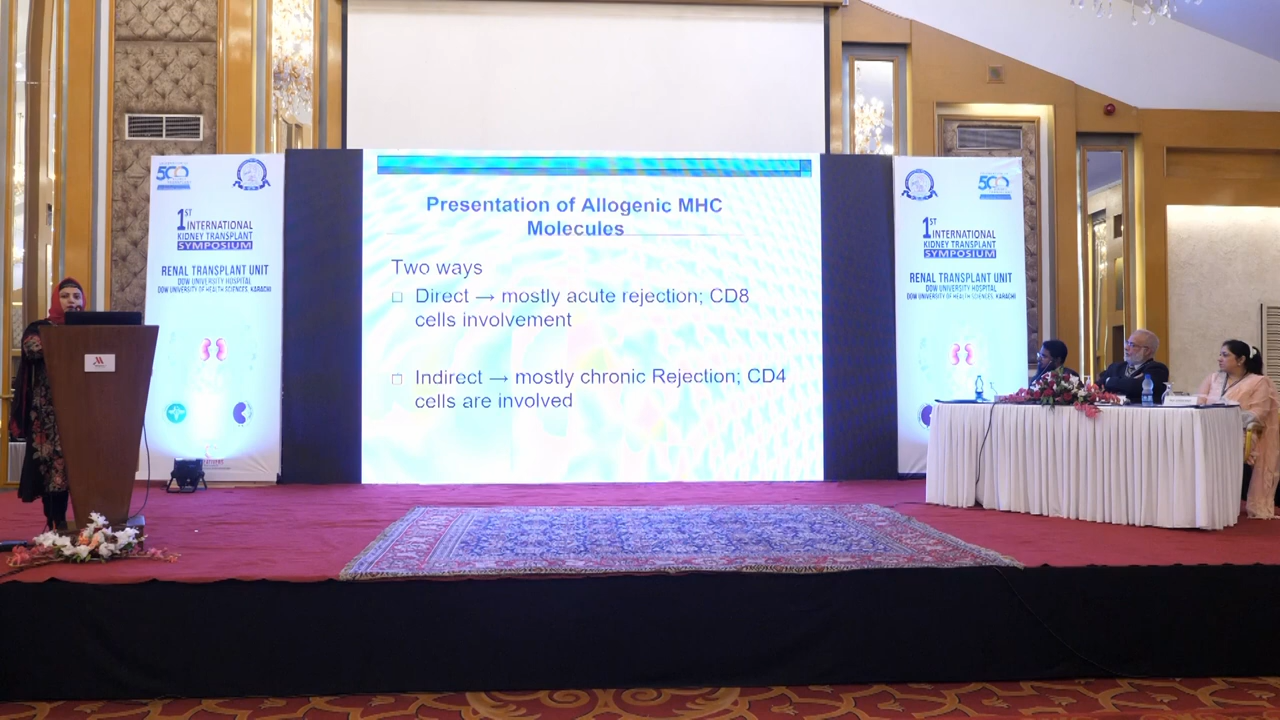 500
1ST
INTERNATIONAL
KIDNEY TRANSPLANT
SYMPOSIUM
RENAL TRANSPLANT UNIT
DOW UNIVERSITY HOSPITAL
DOW UNIVERSITY OF HEALTH SCIENCES, KARACHI
Presentation of Allogenic MHC
Molecules
Two ways
□ Direct → mostly acute rejection; CD8
cells involvement
□ Indirect → mostly chronic Rejection; CD4
cells are involved
500
1ST
INTERNATIONAL
KIDNEY TRANSPLANT
SYMPOSIUM
RENAL TRANSPLANT UNIT
DOW UNIVERSITY HOSPITAL
DOW UNIVERSITY OF HEALTH SCIENCES, KARACHI